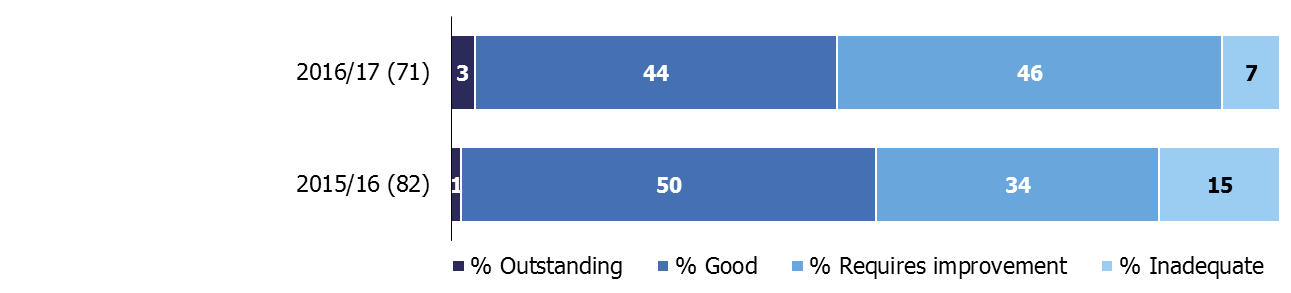 2016/17 (71) 3 44 46 7
2015/16 (82) 1 50 34 15
% Outstanding % Good % Requires improvement % Inadequate